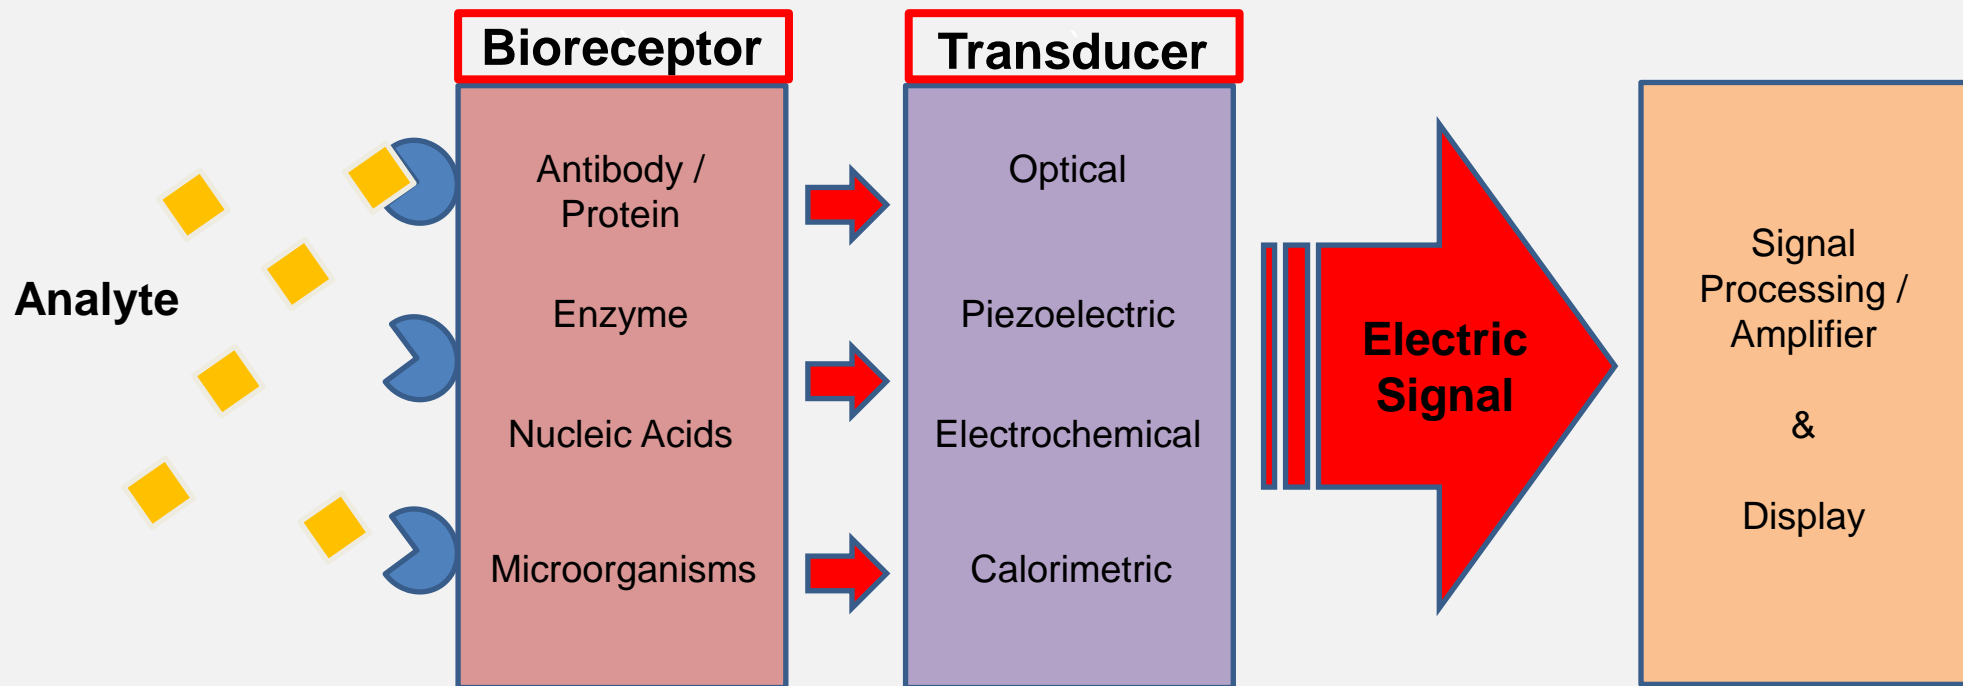 Bioreceptor
Transducer
Analyte
Antibody /
Protein
Enzyme
Nucleic Acids
Microorganisms
Optical
Piezoelectric
Electrochemical
Calorimetric
Electric
Signal
Signal
Processing /
Amplifier
&
Display